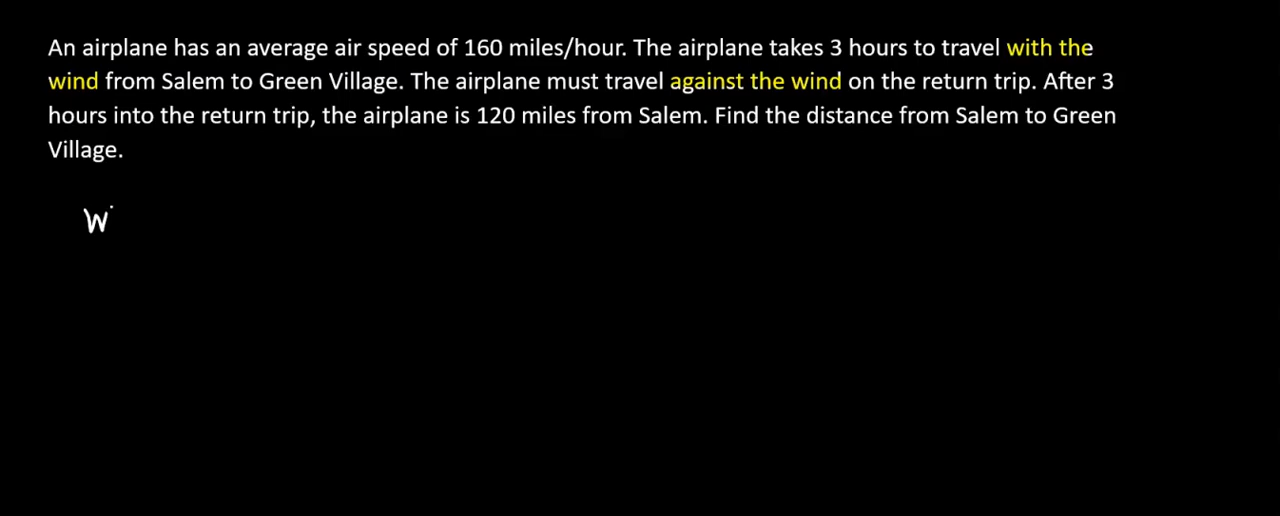 An airplane has an average air speed of 160 miles/hour. The airplane takes 3 hours to travel with the
wind from Salem to Green Village. The airplane must travel against the wind on the return trip. After 3
hours into the return trip, the airplane is 120 miles from Salem. Find the distance from Salem to Green
Village.
W